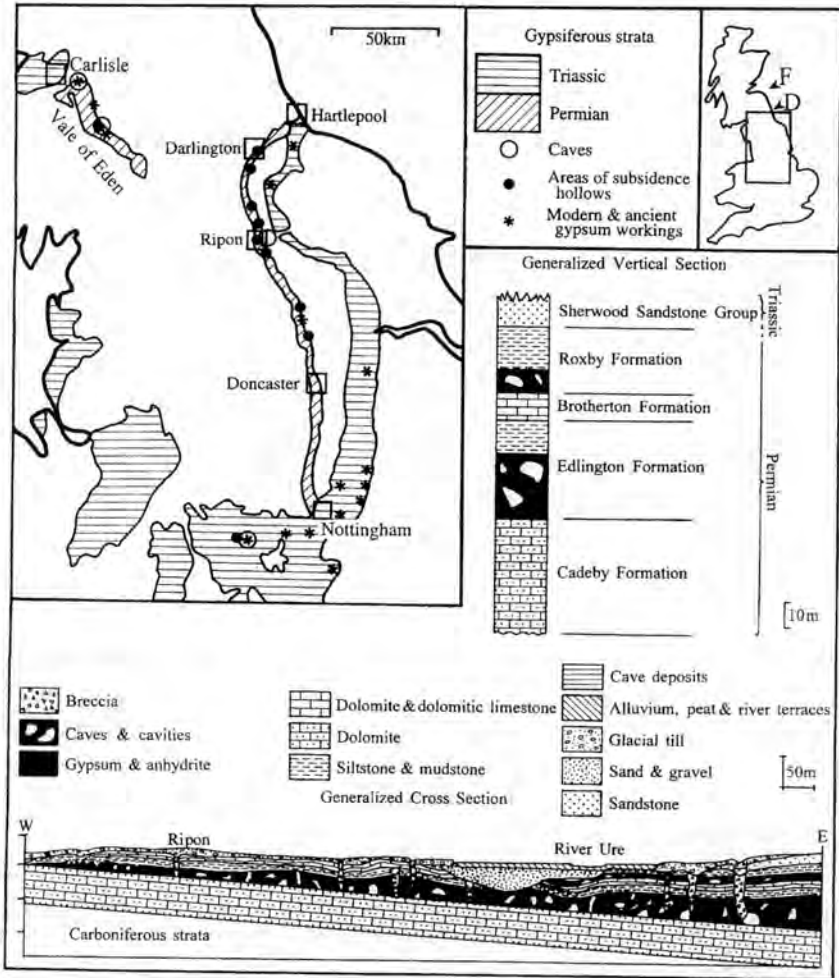 50km
Carlisle
Vale of Eden
Hartlepool
Darlington
Ripon
Doncaster
Nottingham
Gypsiferous strata
Triassic
Permian
Caves
Areas of subsidence
hollows
Modern & ancient
gypsum workings
F
D
Generalized Vertical Section
Sherwood Sandstone Group
Roxby Formation
Brotherton Formation
Edlington Formation
Cadeby Formation
Triassic
Permian
10m
Breccia
Caves & cavities
Gypsum & anhydrite
Dolomite & dolomitic limestone
Dolomite
Siltstone & mudstone
Cave deposits
Alluvium, peat & river terraces
Glacial till
Sand & gravel
Sandstone
50m
Generalized Cross Section
W
Ripon
River Ure
E
Carboniferous strata